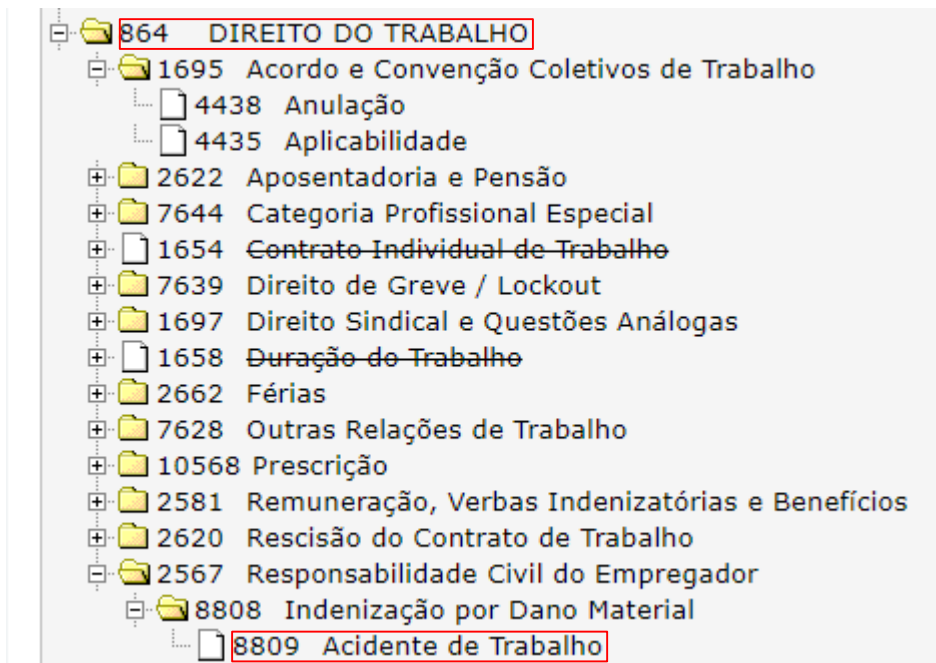 864 DIREITO DO TRABALHO
1695 Acordo e Convenção Coletivos de Trabalho
4438 Anulação
4435 Aplicabilidade
2622 Aposentadoria e Pensão
7644 Categoria Profissional Especial
1654 Contrato Individual de Trabalho
7639 Direito de Greve / Lockout
1697 Direito Sindical e Questões Análogas
1658 Duração do Trabalho
2662 Férias
7628 Outras Relações de Trabalho
10568 Prescrição
2581 Remuneração, Verbas Indenizatórias e Benefícios
2620 Rescisão do Contrato de Trabalho
2567 Responsabilidade Civil do Empregador
8808 Indenização por Dano Material
8809 Acidente de Trabalho